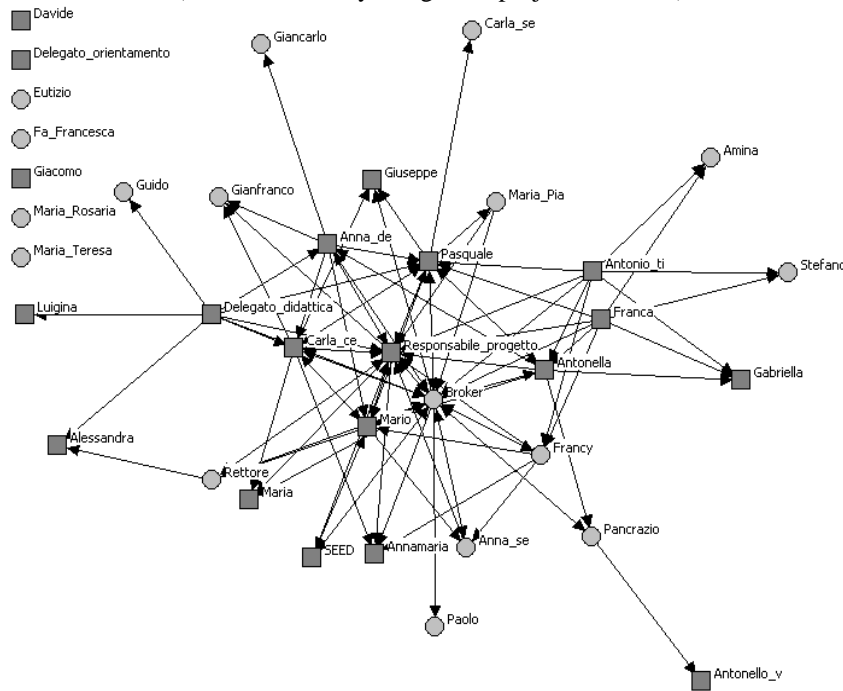 Davide
Carla_se
Giancarlo
Delegato_orientamento
Eutizio
Fa_Francesca
Amina
Giacomo
Giuseppe
Guido
Gianfranco
Maria_Pia
Maria_Rosaria
Anna_de
Maria_Teresa
Pasquale
Antonio_ti
Stefano
Luigina
Delegato_didattica
Franca
Carla_ce
Responsabile_progetto
Antonella
Gabriella
Broker
Mario
Alessandra
Francy
Rettore
Maria
Pancrazio
SEED
Annamaria
Anna_se
Paolo
Antonello_v